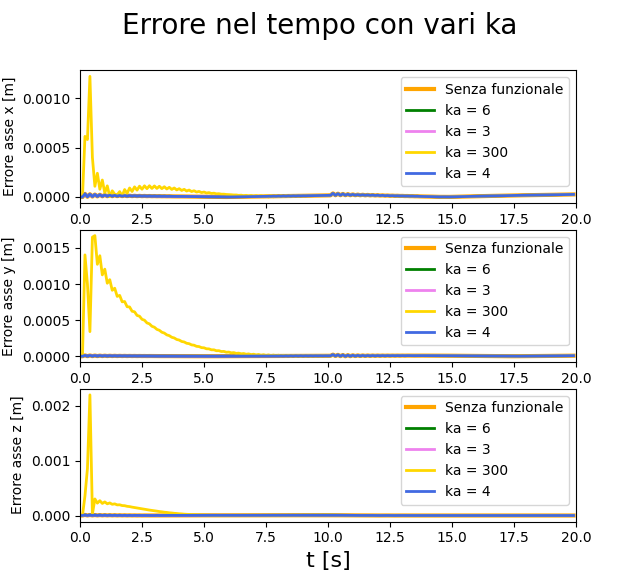 Errore nel tempo con vari ka
Errore asse x [m]
0.0010
0.0005
0.0000
Senza funzionale
ka = 6
ka = 3
ka = 300
ka = 4
0.0 2.5 5.0 7.5 10.0 12.5 15.0 17.5 20.0
Errore asse y [m]
0.0015
0.0010
0.0005
0.0000
Senza funzionale
ka = 6
ka = 3
ka = 300
ka = 4
0.0 2.5 5.0 7.5 10.0 12.5 15.0 17.5 20.0
Errore asse z [m]
0.002
0.001
0.000
Senza funzionale
ka = 6
ka = 3
ka = 300
ka = 4
0.0 2.5 5.0 7.5 10.0 12.5 15.0 17.5 20.0
t [s]